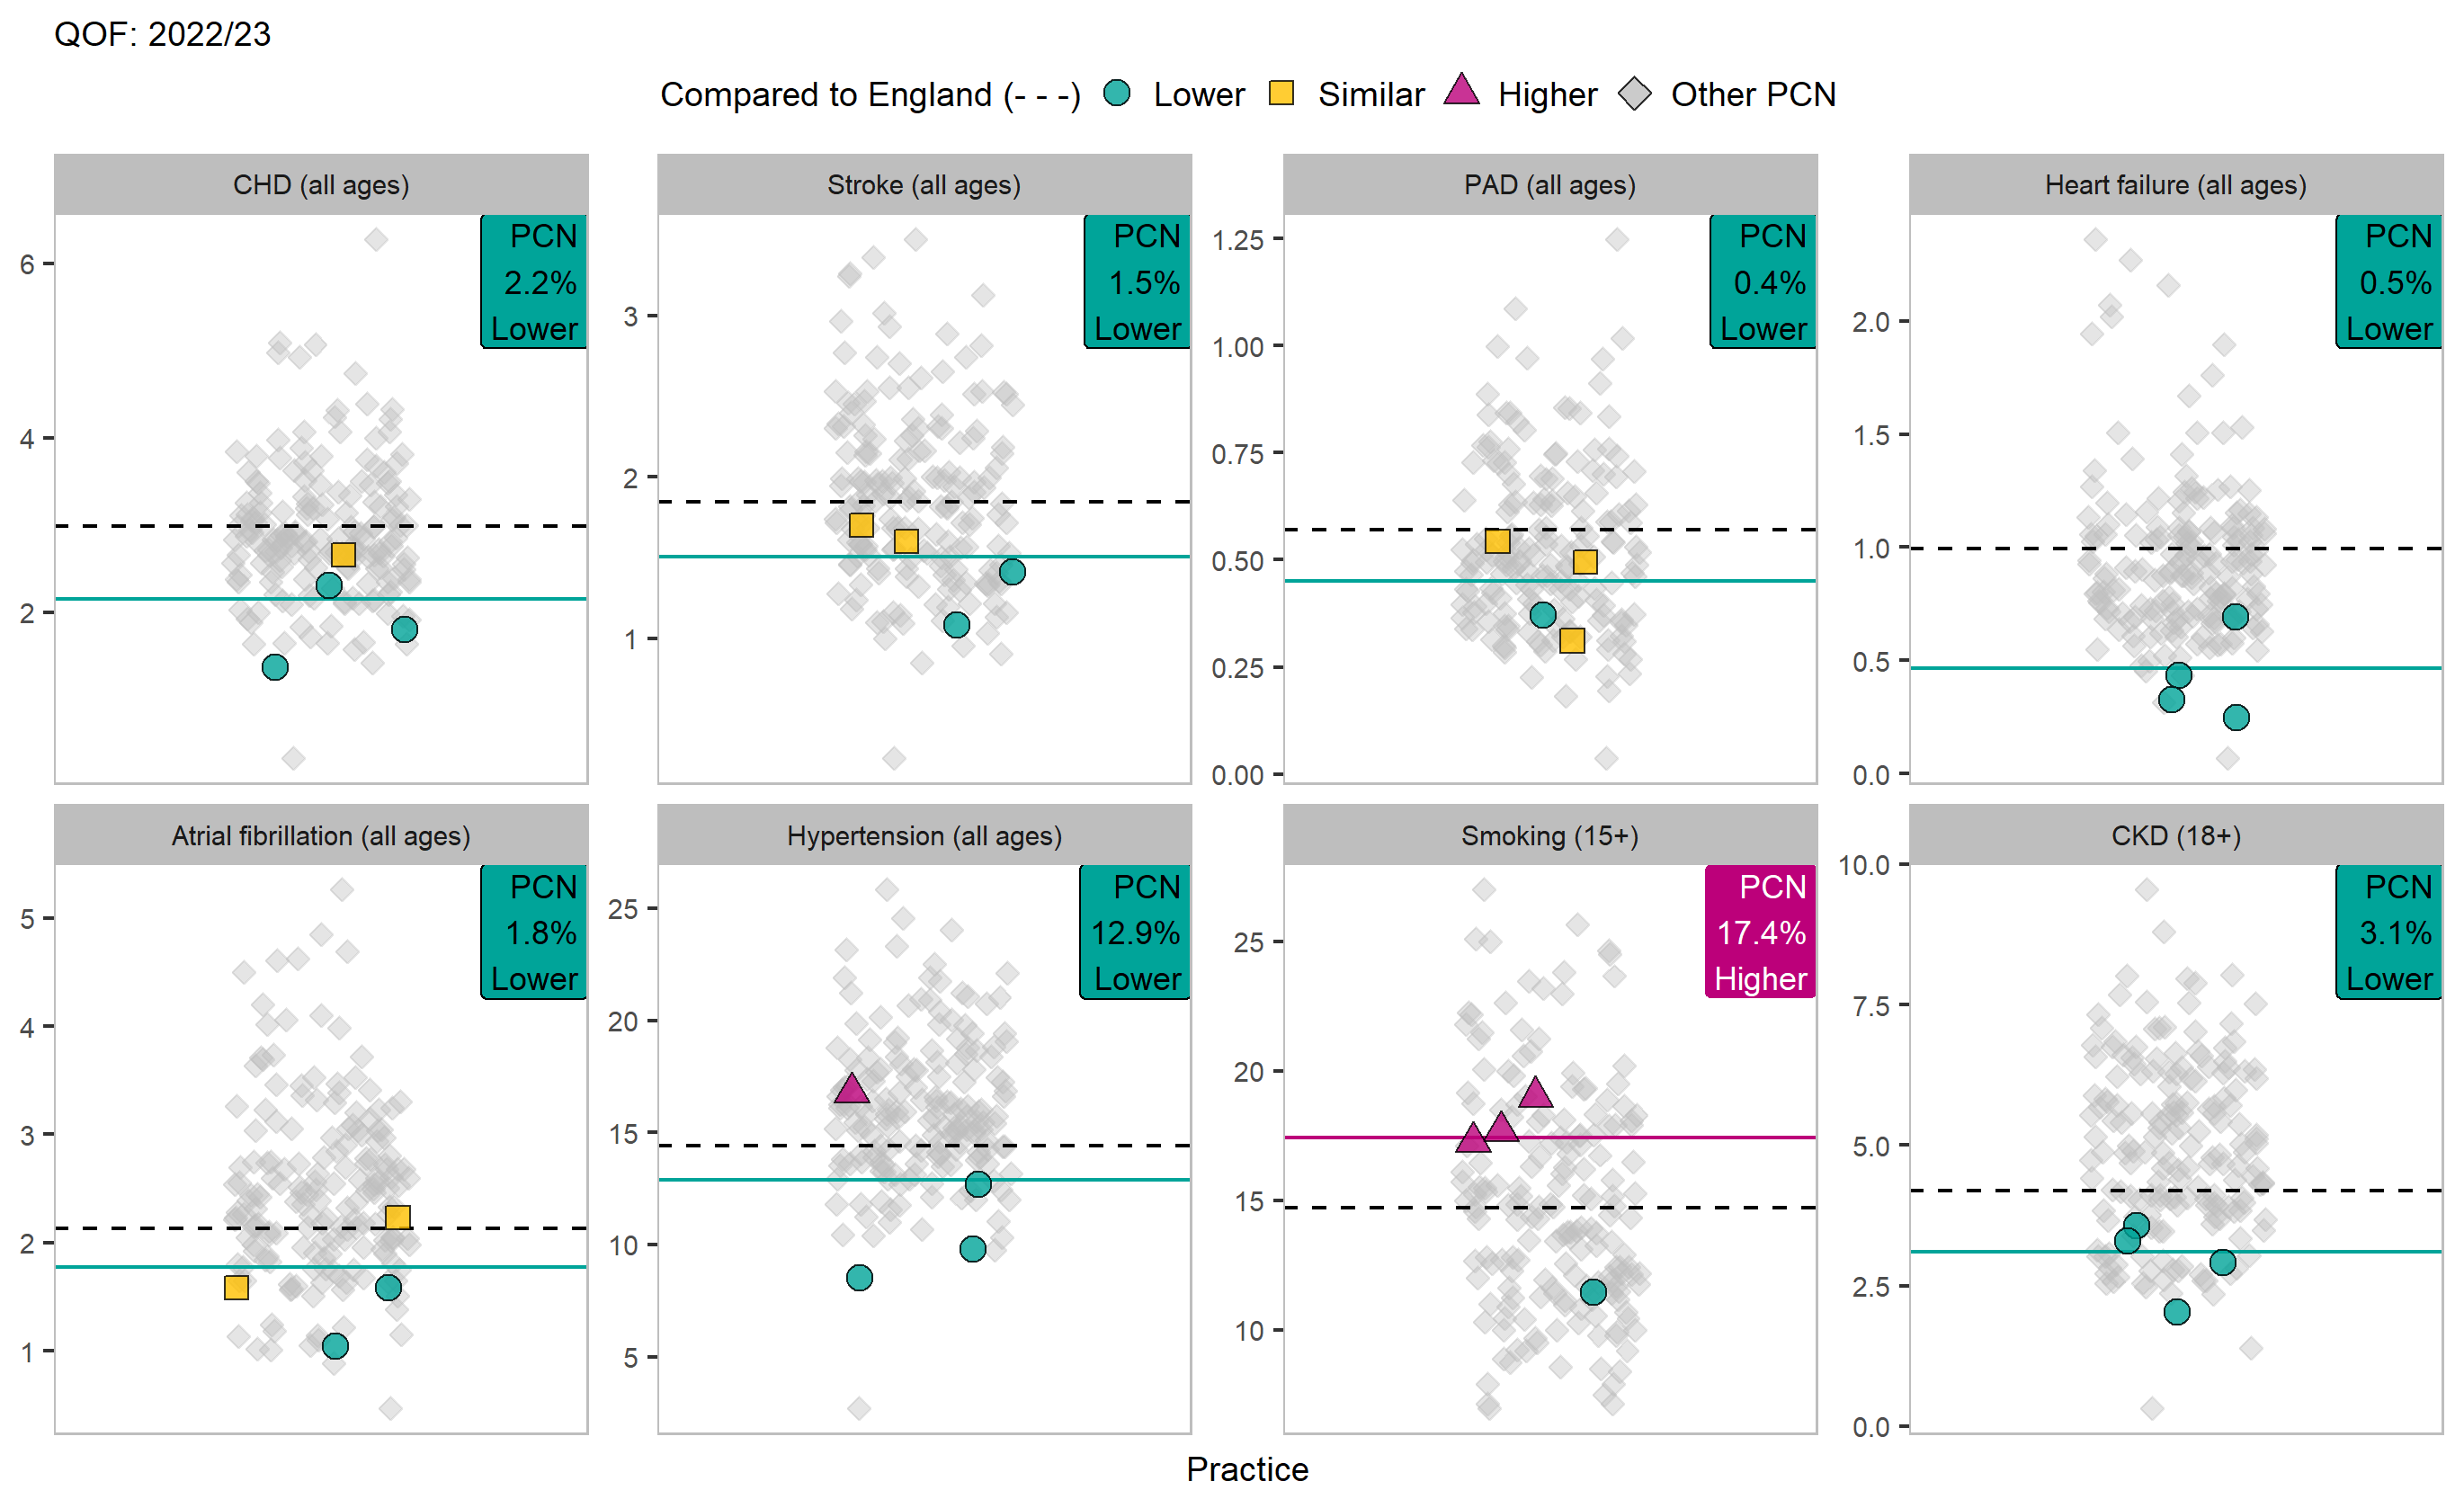 QOF: 2022/23
Compared to England (- - -) Lower Similar Higher Other PCN
CHD (all ages)
PCN
2.2%
Lower
6
4
2
Stroke (all ages)
PCN
1.5%
Lower
3
2
1
PAD (all ages)
PCN
0.4%
Lower
1.25
1.00
0.75
0.50
0.25
0.00
Heart failure (all ages)
PCN
0.5%
Lower
2.0
1.5
1.0
0.5
0.0
Atrial fibrillation (all ages)
PCN
1.8%
Lower
5
4
3
2
1
Hypertension (all ages)
PCN
12.9%
Lower
25
20
15
10
5
Smoking (15+)
PCN
17.4%
Higher
25
20
15
10
CKD (18+)
PCN
3.1%
Lower
10.0
7.5
5.0
2.5
0.0
Practice